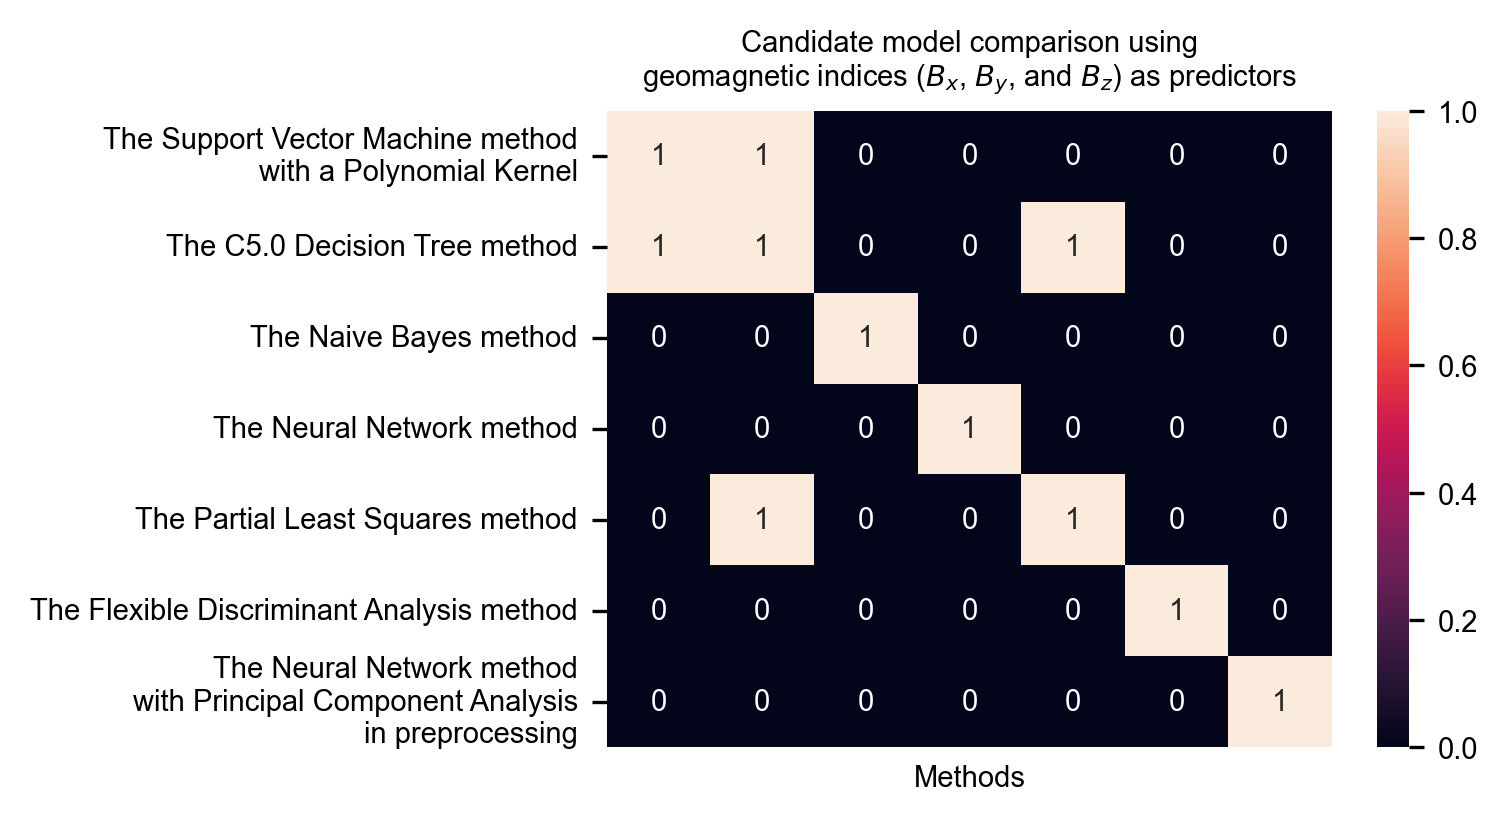 Candidate model comparison using
geomagnetic indices (Bx, By, and Bz) as predictors
The Support Vector Machine method
with a Polynomial Kernel
1 1 0 0 0 0 0
The C5.0 Decision Tree method
1 1 0 0 1 0 0
The Naive Bayes method
0 0 1 0 0 0 0
The Neural Network method
0 0 0 1 0 0 0
The Partial Least Squares method
0 1 0 0 1 0 0
The Flexible Discriminant Analysis method
0 0 0 0 0 1 0
The Neural Network method
with Principal Component Analysis
in preprocessing
0 0 0 0 0 0 1
Methods
1.0
0.8
0.6
0.4
0.2
0.0